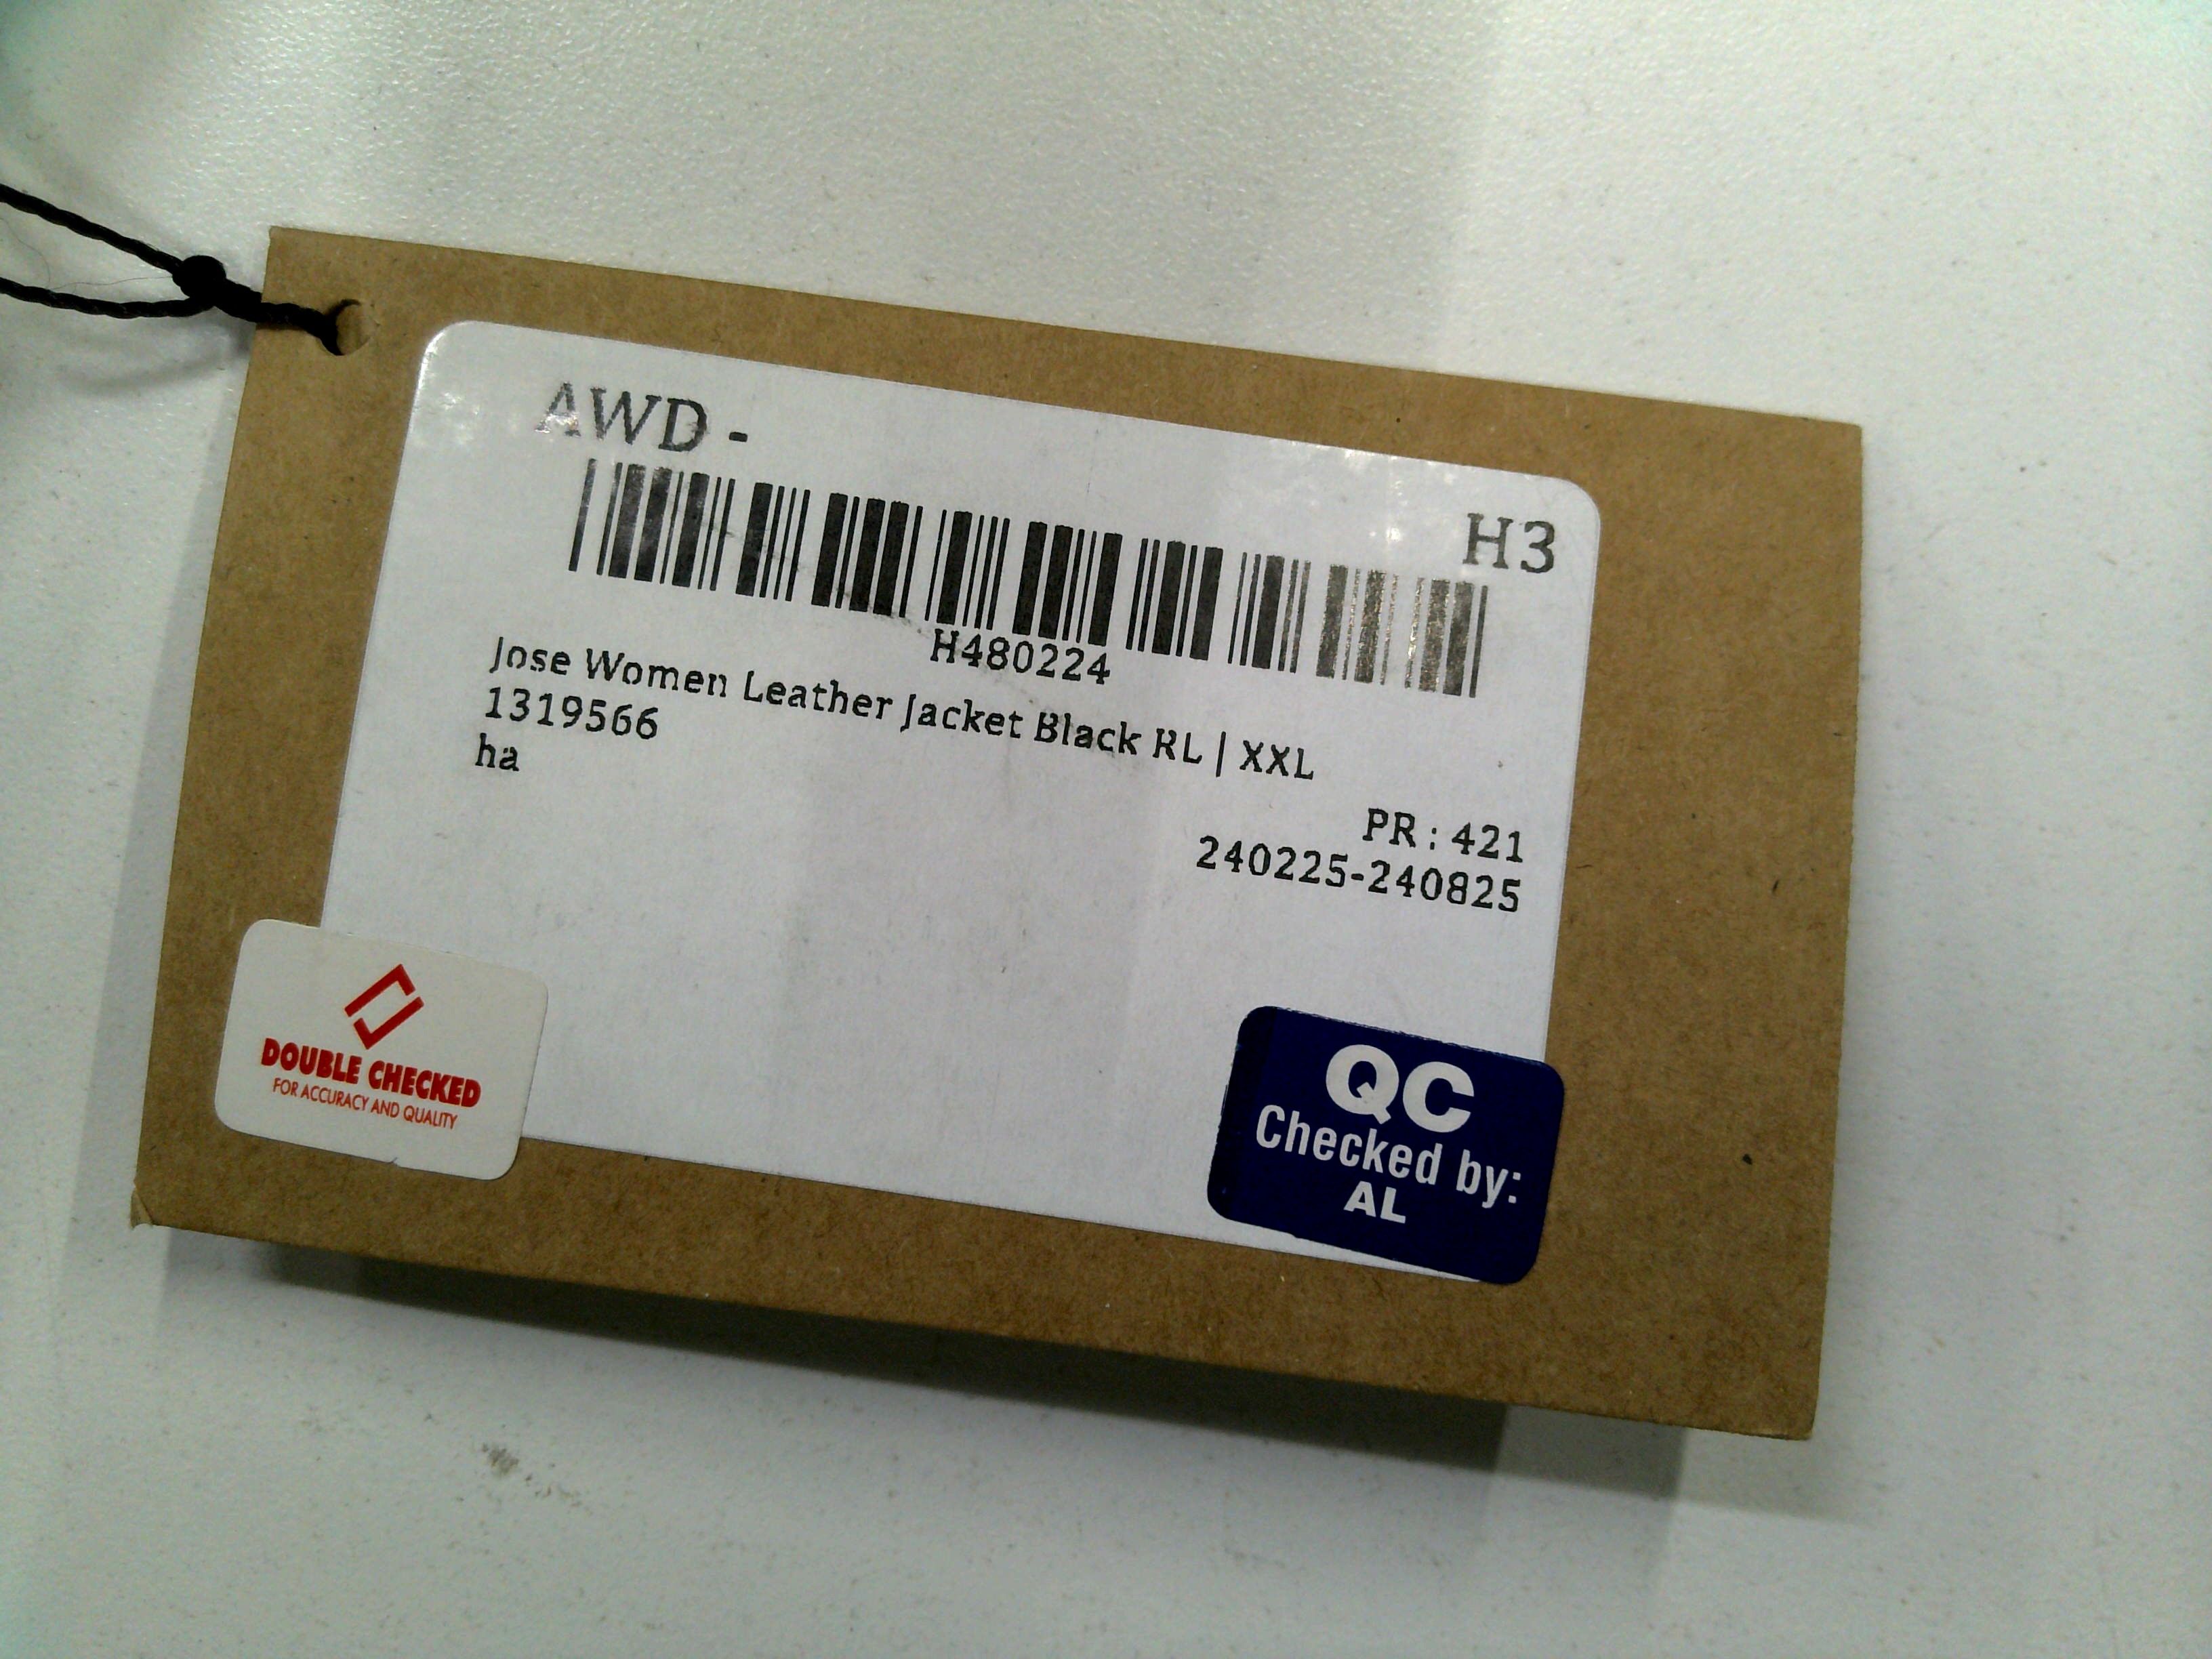 AWD -
H3
H480224
Jose Women Leather Jacket Black RL | XXL
1319566
ha
PR : 421
240225-240825
DOUBLE CHECKED
FOR ACCURACY AND QUALITY
QC
Checked by:
AL